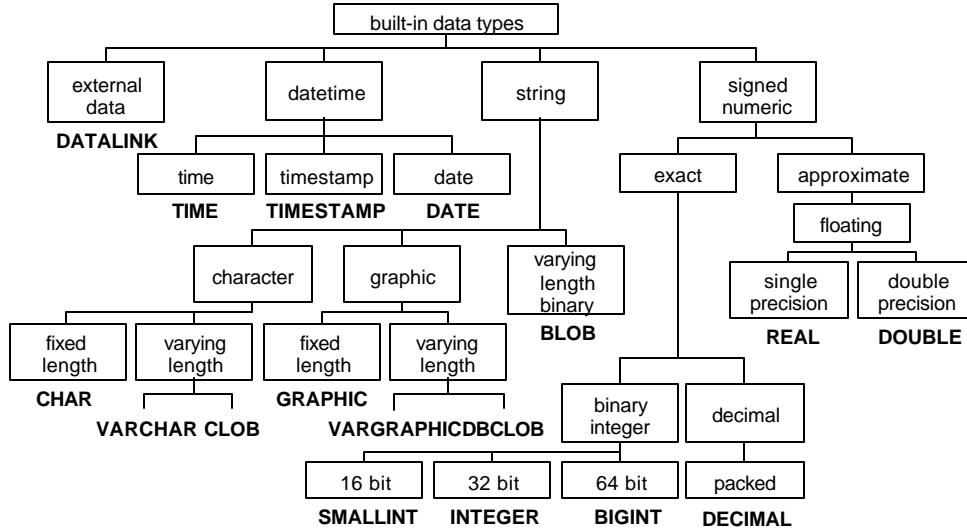 built-in data types
external
data
DATALINK
datetime
string
signed
numeric
time
TIME
timestamp
TIMESTAMP
date
DATE
exact
approximate
floating
character
graphic
varying
length
binary
BLOB
single
precision
REAL
double
precision
DOUBLE
fixed
length
CHAR
varying
length
VARCHAR CLOB
fixed
length
GRAPHIC
varying
length
VARGRAPHICDBCLOB
binary
integer
decimal
16 bit
SMALLINT
32 bit
INTEGER
64 bit
BIGINT
packed
DECIMAL